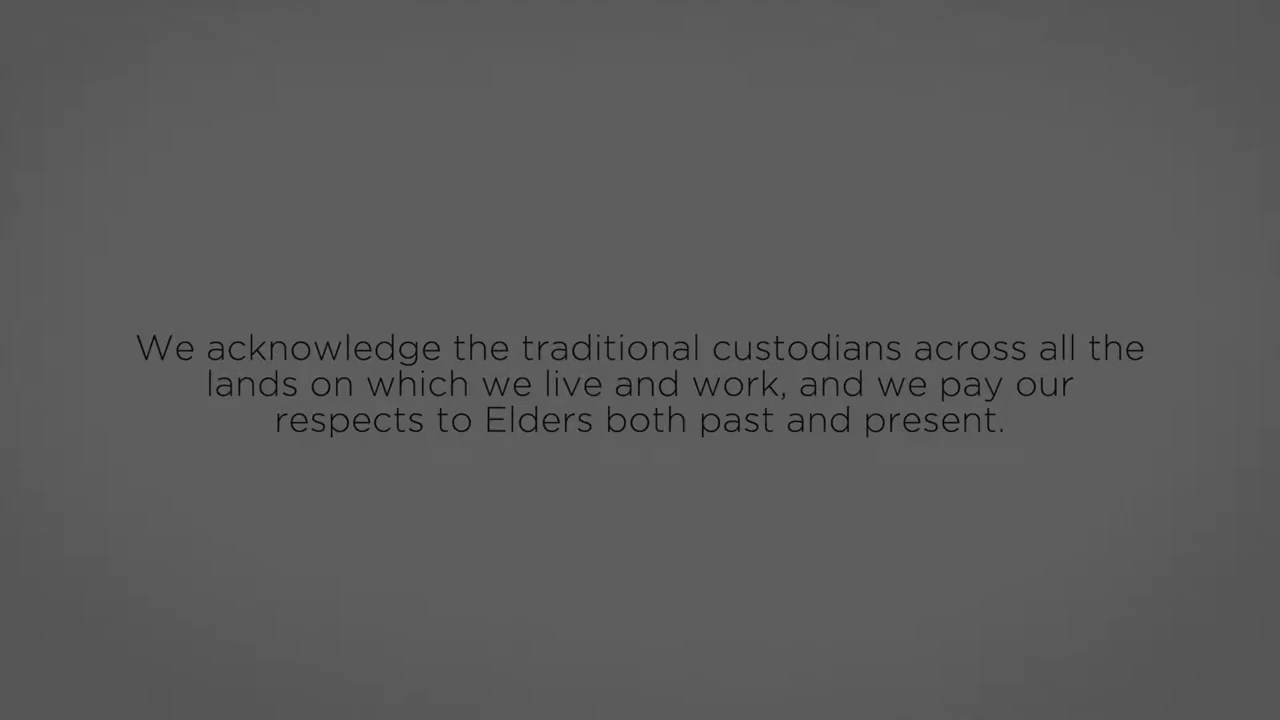 We acknowledge the traditional custodians across all the
lands on which we live and work, and we pay our
respects to Elders both past and present.